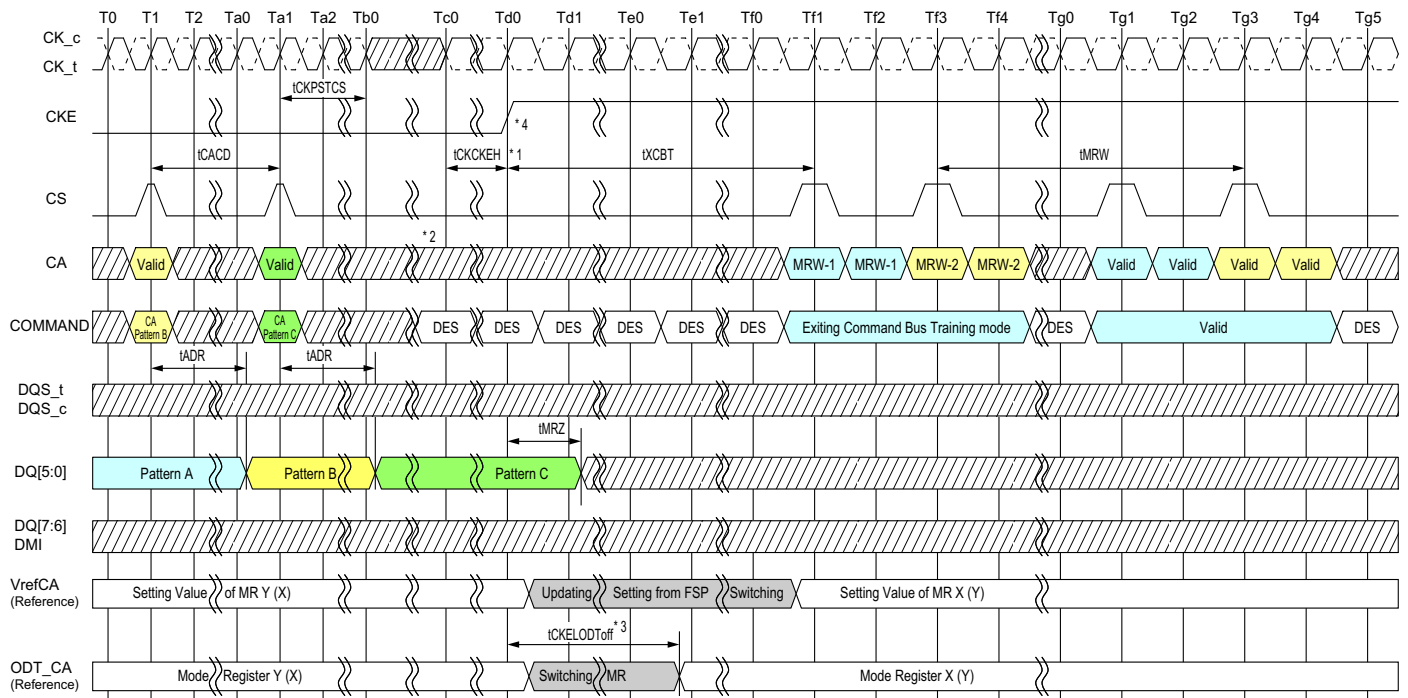 T0 T1 T2 Ta0 Ta1 Ta2 Tb0 Tc0 Td0 Td1 Te0 Te1 Tf0 Tf1 Tf2 Tf3 Tf4 Tg0 Tg1 Tg2 Tg3 Tg4 Tg5
CK_c
CK_t
tCKPSTCS
CKE
* 4
tCACD
tCKCKEH
* 1
tXCBT
tMRW
CS
* 2
CA
Valid
Valid
MRW-1
MRW-1
MRW-2
MRW-2
Valid
Valid
Valid
Valid
COMMAND
CA
Pattern B
CA
Pattern C
DES
DES
DES
DES
DES
DES
Exiting Command Bus Training mode
DES
Valid
DES
tADR
tADR
DQS_t
DQS_c
tMRZ
DQ[5:0]
Pattern A
Pattern B
Pattern C
DQ[7:6]
DMI
VrefCA
(Reference)
Setting Value of MR Y (X)
Updating Setting from FSP Switching
Setting Value of MR X (Y)
tCKELODToff
* 3
ODT_CA
(Reference)
Mode Register Y (X)
Switching MR
Mode Register X (Y)